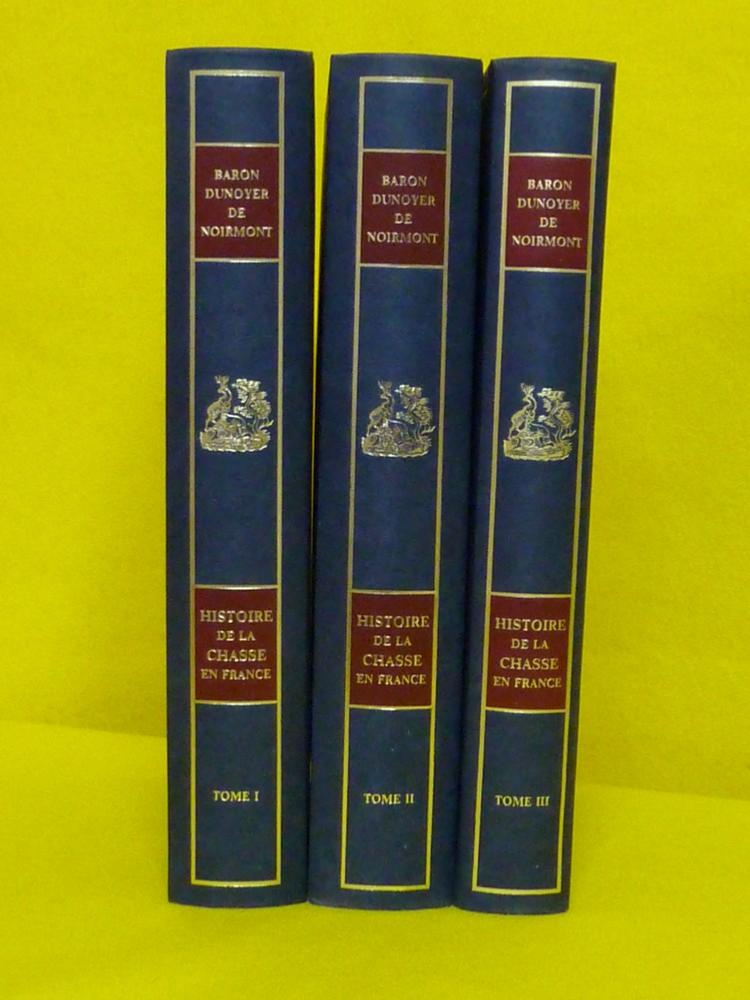 BARON
DUNOYER
DE
NOIRMONT
HISTOIRE
DE LA
CHASSE
EN FRANCE
TOME I
BARON
DUNOYER
DE
NOIRMONT
HISTOIRE
DE LA
CHASSE
EN FRANCE
TOME II
BARON
DUNOYER
DE
NOIRMONT
HISTOIRE
DE LA
CHASSE
EN FRANCE
TOME III